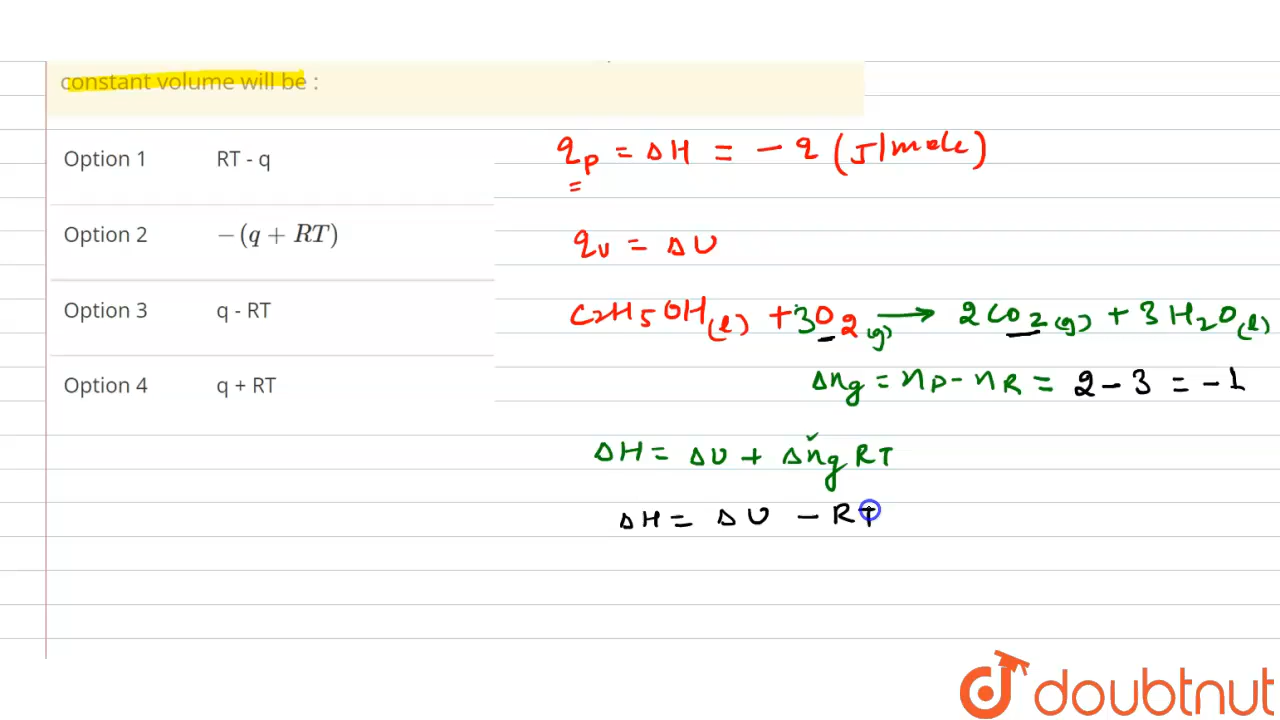 constant volume will be :
Option 1 RT - q
Option 2 − (q + RT)
Option 3 q - RT
Option 4 q + RT
qp = ΔH = - q (J/mole)
=
qv = ΔU
C2H5OH(l) + 3O2(g) → 2CO2(g) + 3H2O(l)
Δng = nP - nR = 2 - 3 = -1
ΔH = ΔU + Δng RT
ΔH = ΔU - RT
doubtnut